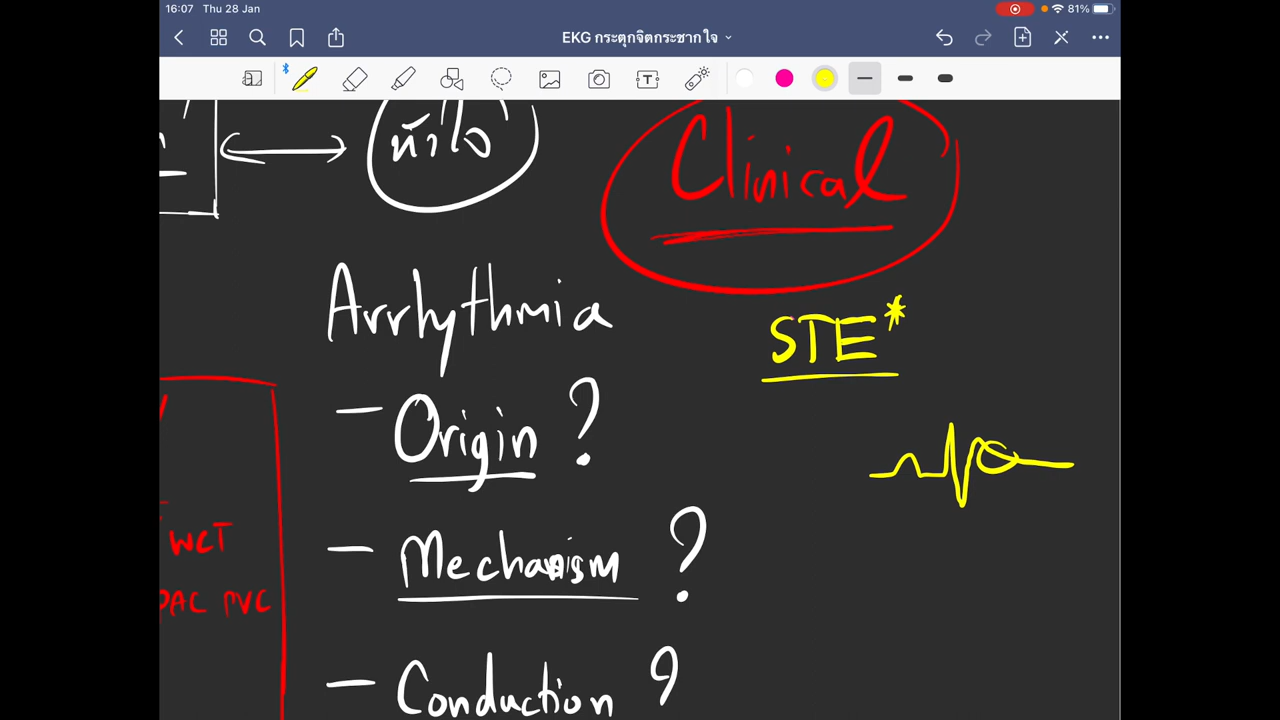 16:07 Thu 28 Jan
81%
EKG กระตุกจิตกระชากใจ
T
หัวใจ
Clinical
Arrhythmia
STE*
- Origin ?
- Mechanism ?
WCT
PAC PVC
- Conduction ?